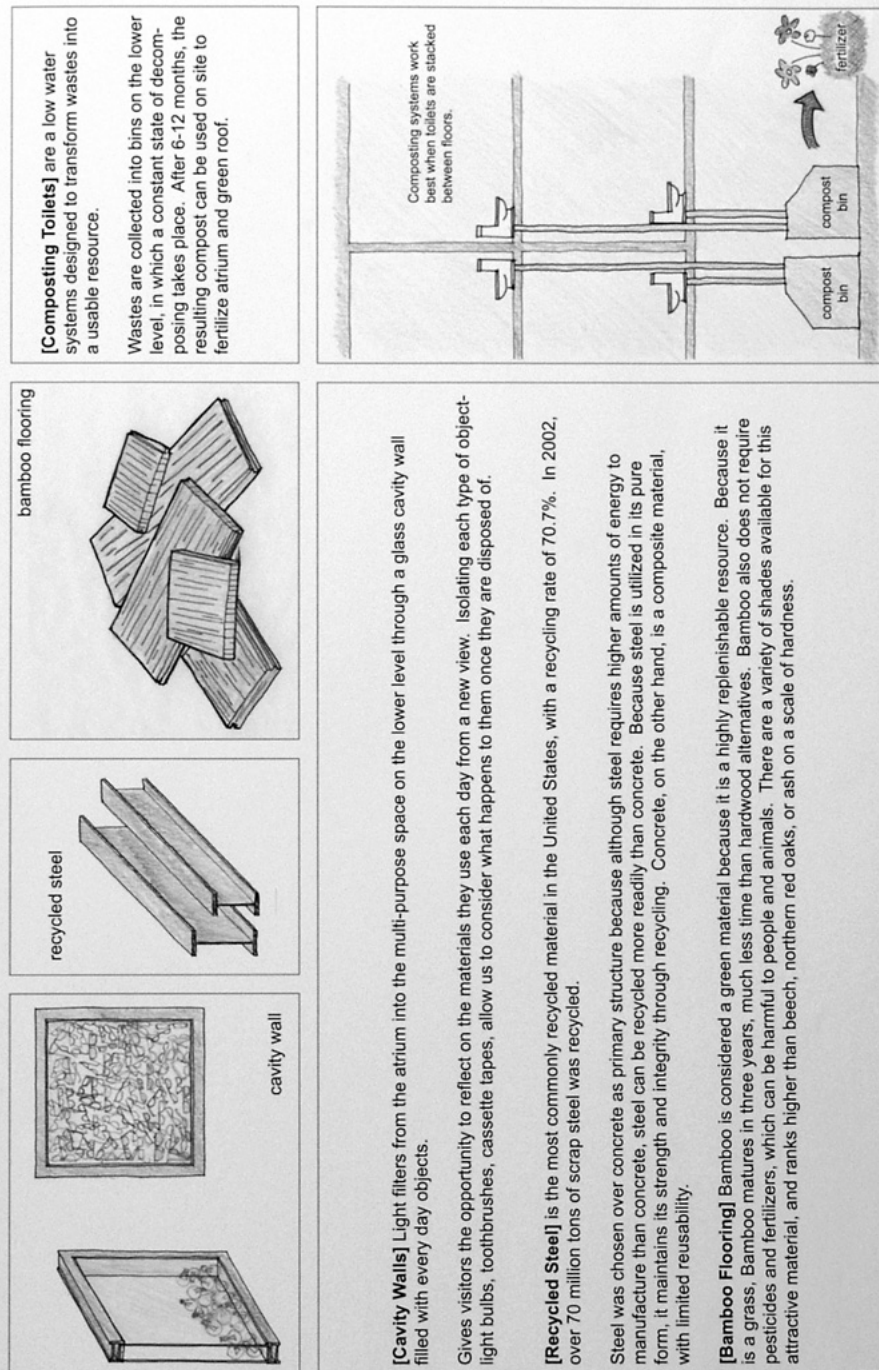 cavity wall
recycled steel
bamboo flooring
[Composting Toilets] are a low water
systems designed to transform wastes into
a usable resource.
Wastes are collected into bins on the lower
level, in which a constant state of decom-
posing takes place. After 6-12 months, the
resulting compost can be used on site to
fertilize atrium and green roof.
[Cavity Walls] Light filters from the atrium into the multi-purpose space on the lower level through a glass cavity wall
filled with every day objects.
Gives visitors the opportunity to reflect on the materials they use each day from a new view. Isolating each type of object-
light bulbs, toothbrushes, cassette tapes, allow us to consider what happens to them once they are disposed of.
[Recycled Steel] is the most commonly recycled material in the United States, with a recycling rate of 70.7%. In 2002,
over 70 million tons of scrap steel was recycled.
Steel was chosen over concrete as primary structure because although steel requires higher amounts of energy to
manufacture than concrete, steel can be recycled more readily than concrete. Because steel is utilized in its pure
form, it maintains its strength and integrity through recycling. Concrete, on the other hand, is a composite material,
with limited reusability.
[Bamboo Flooring] Bamboo is considered a green material because it is a highly replenishable resource. Because it
is a grass, Bamboo matures in three years, much less time than hardwood alternatives. Bamboo also does not require
pesticides and fertilizers, which can be harmful to people and animals. There are a variety of shades available for this
attractive material, and ranks higher than beech, northern red oaks, or ash on a scale of hardness.
Composting systems work
best when toilets are stacked
between floors.
compost
bin
compost
bin
fertilizer